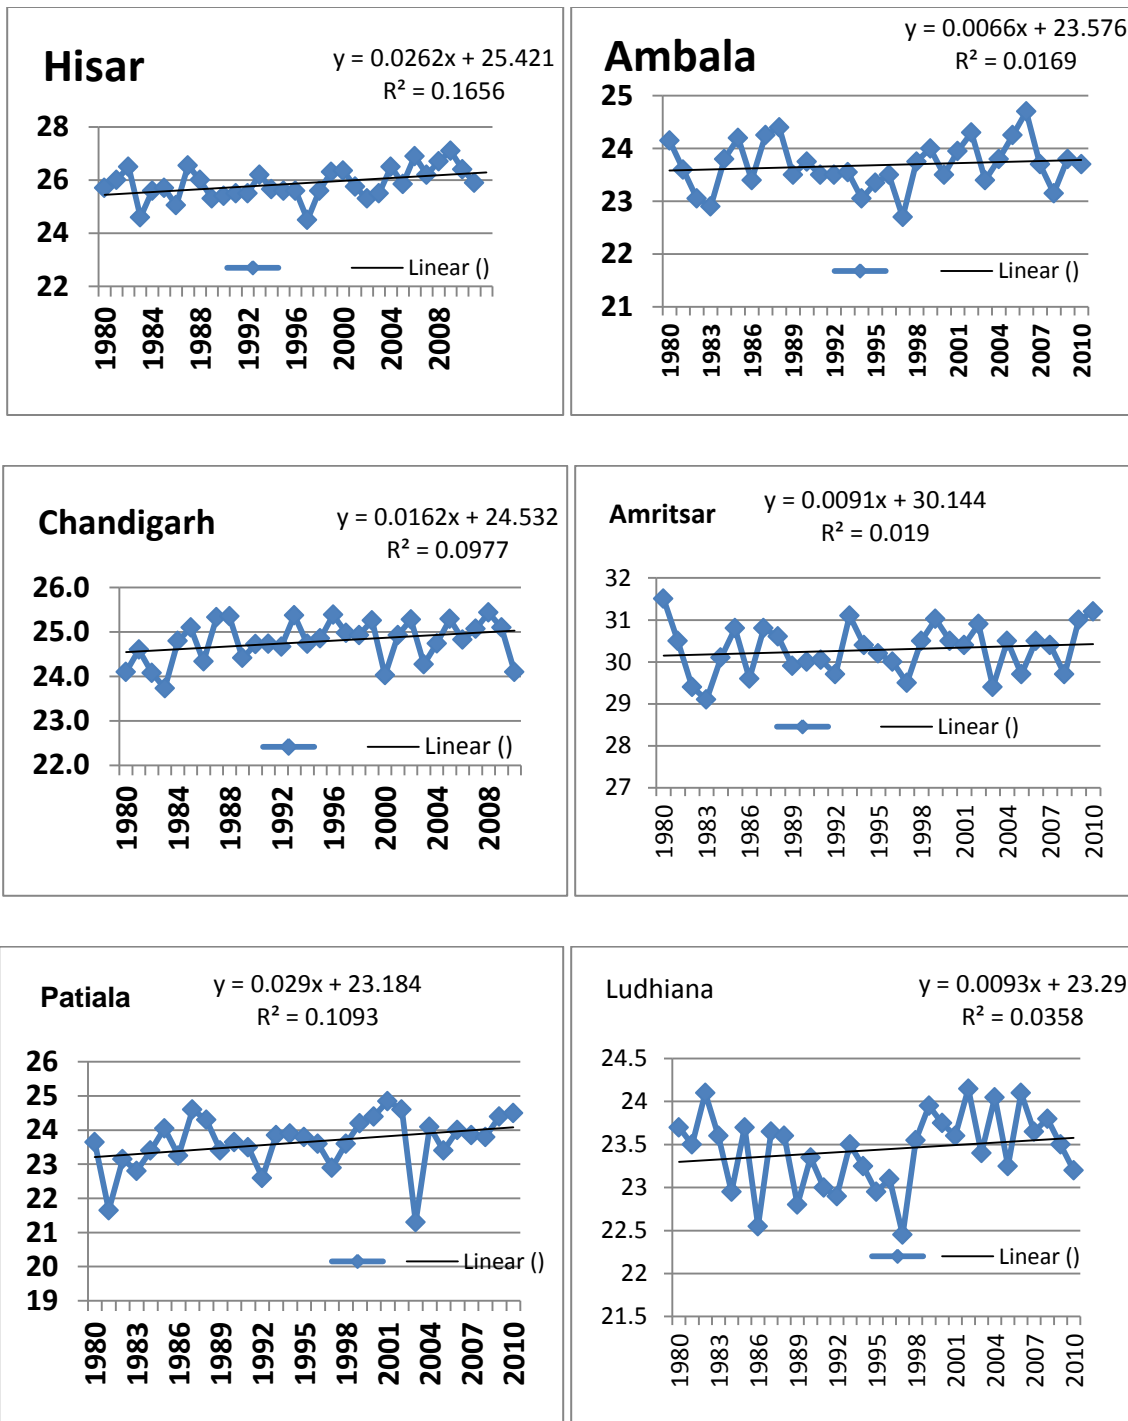 Hisar
y = 0.0262x + 25.421
R² = 0.1656
28
26
24
22
Linear ()
1980 1984 1988 1992 1996 2000 2004 2008
Ambala
y = 0.0066x + 23.576
R² = 0.0169
25
24
23
22
21
Linear ()
1980 1983 1986 1989 1992 1995 1998 2001 2004 2007 2010
Chandigarh
y = 0.0162x + 24.532
R² = 0.0977
26.0
25.0
24.0
23.0
22.0
Linear ()
1980 1984 1988 1992 1996 2000 2004 2008
Amritsar
y = 0.0091x + 30.144
R² = 0.019
32
31
30
29
28
27
Linear ()
1980 1983 1986 1989 1992 1995 1998 2001 2004 2007 2010
Patiala
y = 0.029x + 23.184
R² = 0.1093
26
25
24
23
22
21
20
19
Linear ()
1980 1983 1986 1989 1992 1995 1998 2001 2004 2007 2010
Ludhiana
y = 0.0093x + 23.29
R² = 0.0358
24.5
24
23.5
23
22.5
22
21.5
Linear ()
1980 1983 1986 1989 1992 1995 1998 2001 2004 2007 2010